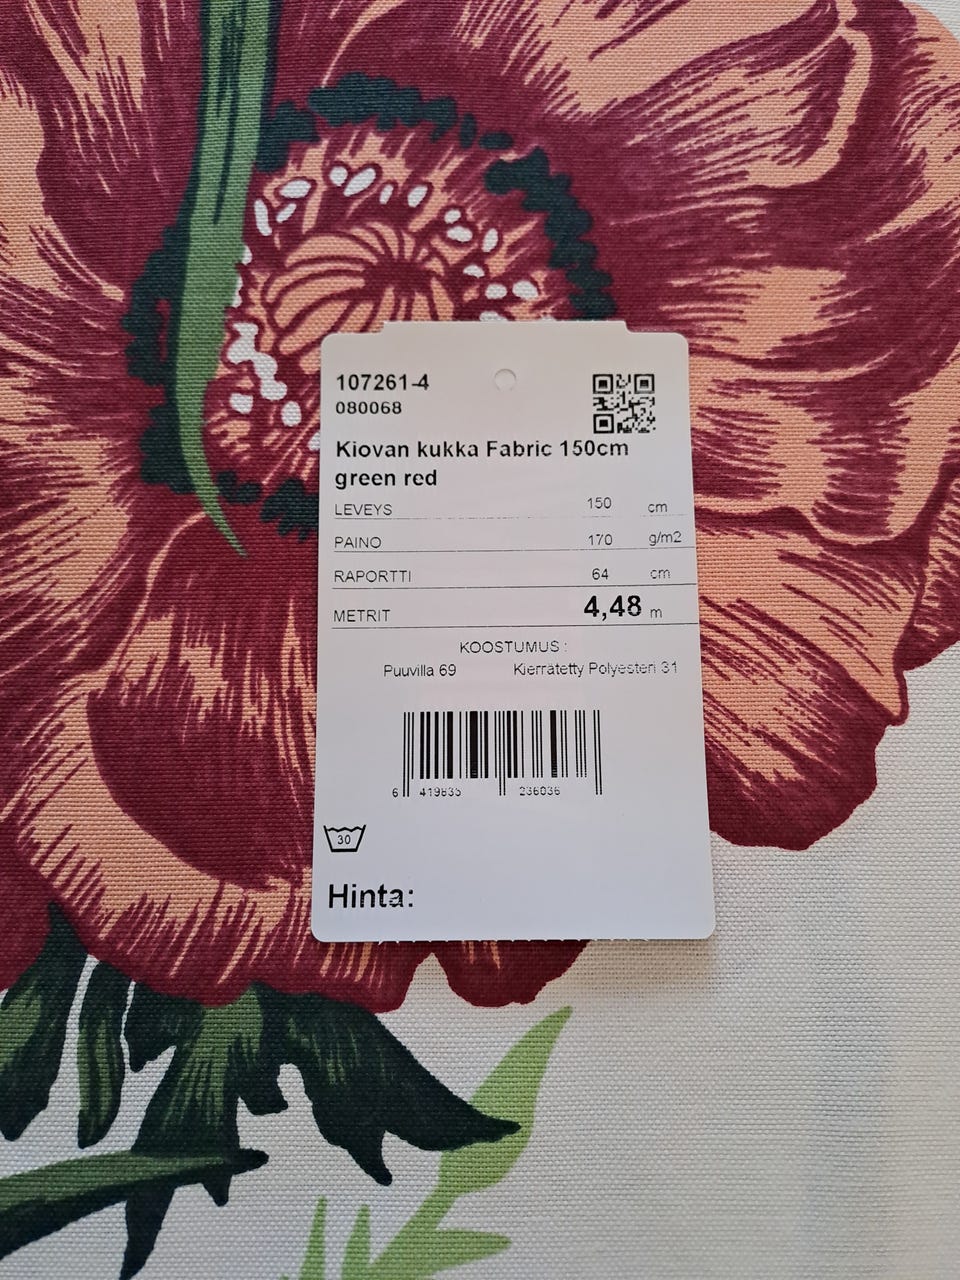 107261-4
080068
Kiovan kukka Fabric 150cm
green red
LEVEYS 150 cm
PAINO 170 g/m2
RAPORTTI 64 cm
METRIT 4,48 m
KOOSTUMUS :
Puuvilla 69 Kierrätetty Polyesteri 31
6 419835 236036
30
Hinta: